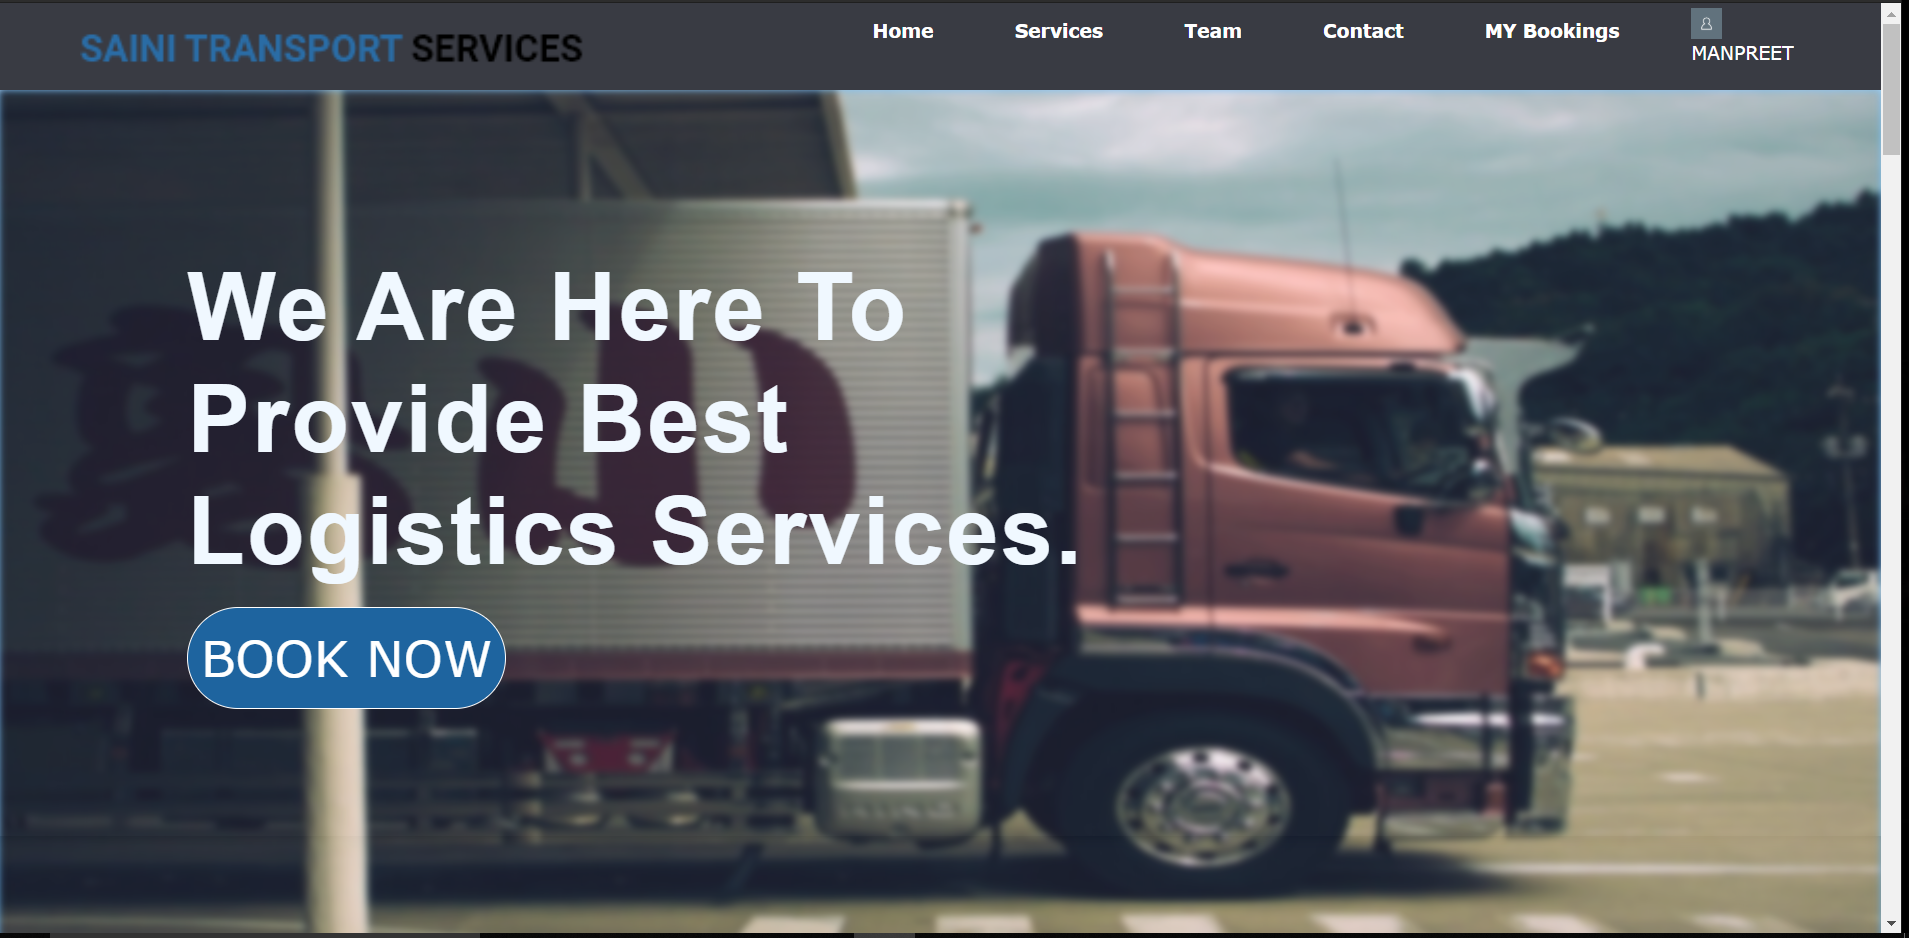 SAINI TRANSPORT SERVICES
Home Services Team Contact MY Bookings
MANPREET
We Are Here To
Provide Best
Logistics Services.
BOOK NOW